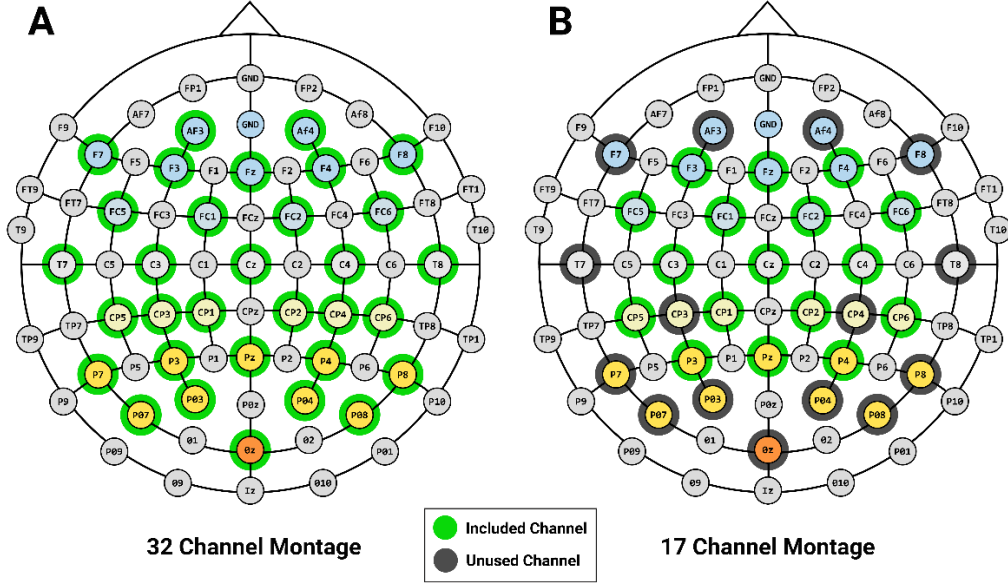 A
B
GND GND
FP1 FP2 FP1 FP2
AF7 Af8 AF7 Af8
GND GND
F9 AF3 Af4 F10 F9 AF3 Af4 F10
F7 F5 F6 F8 F7 F5 F6 F8
F3 F1 Fz F2 F4 F3 F1 Fz F2 F4
FT9 FT7 FT8 FT1 FT9 FT7 FT8 FT1
FC5 FC3 FC1 FCz FC2 FC4 FC6 FC5 FC3 FC1 FCz FC2 FC4 FC6
T9 T10 T9 T10
T7 C5 C3 C1 Cz C2 C4 C6 T8 T7 C5 C3 C1 Cz C2 C4 C6 T8
CP5 CP3 CP1 CPz CP2 CP4 CP6 CP5 CP3 CP1 CPz CP2 CP4 CP6
TP9 TP7 TP8 TP1 TP9 TP7 TP8 TP1
P7 P5 P3 P1 Pz P2 P4 P6 P8 P7 P5 P3 P1 Pz P2 P4 P6 P8
P9 P03 P0z P04 P10 P9 P03 P0z P04 P10
P07 P08 P07 P08
01 02 01 02
P09 0z P01 P09 0z P01
09 Iz 010 09 Iz 010
32 Channel Montage
Included Channel
Unused Channel
17 Channel Montage